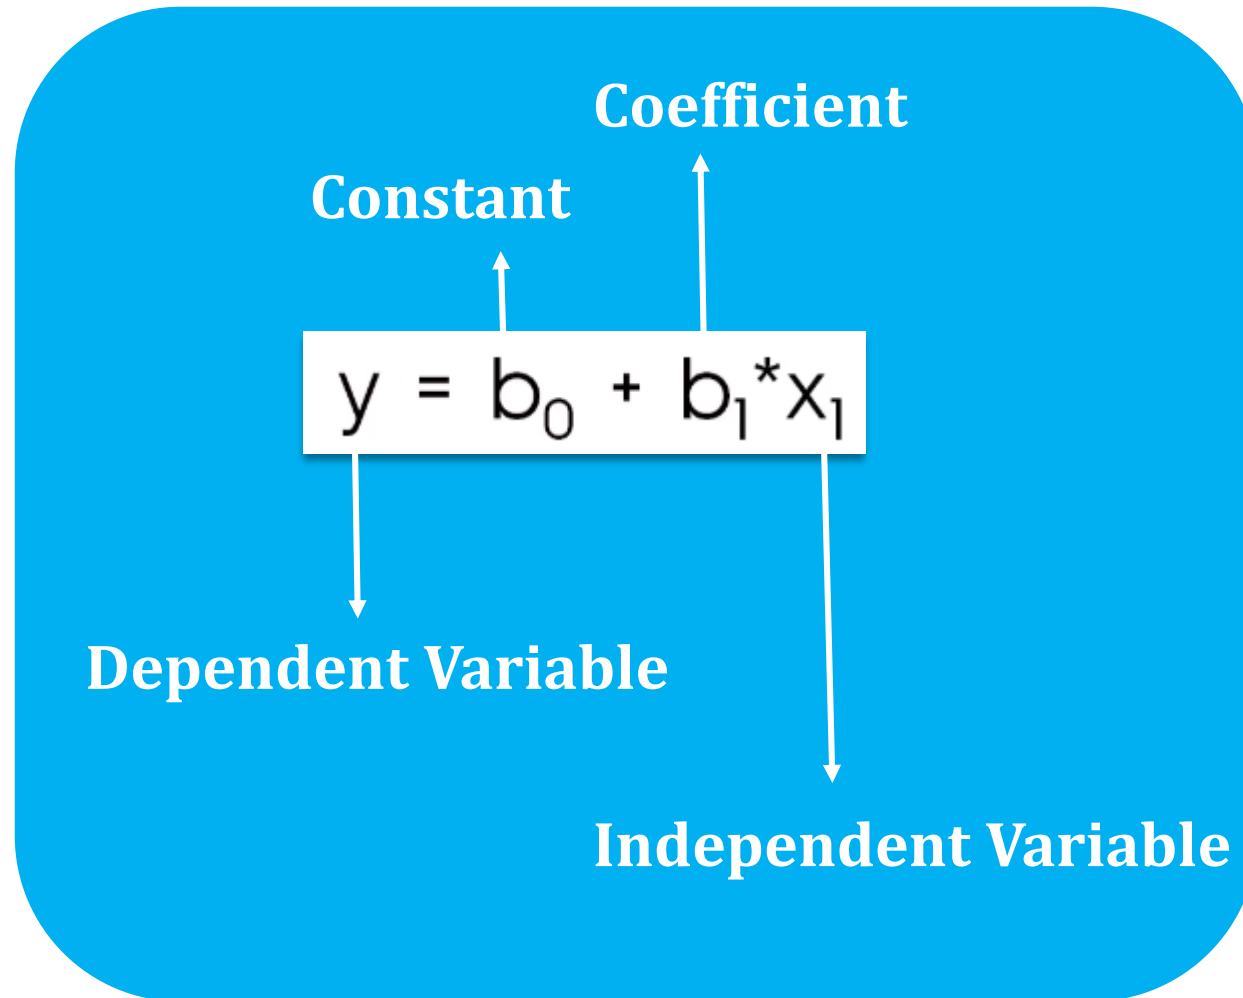 Coefficient
Constant
y = b₀ + b₁*x₁
Dependent Variable
Independent Variable